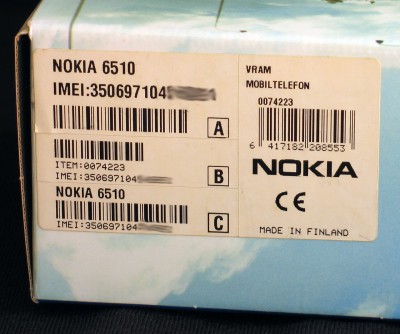 NOKIA 6510
IMEI:350697104
A
ITEM:0074223
IMEI:350697104
B
NOKIA 6510
IMEI:350697104
C
VRAM
MOBILTELEFON
0074223
6 417182 208553
NOKIA
CE
MADE IN FINLAND